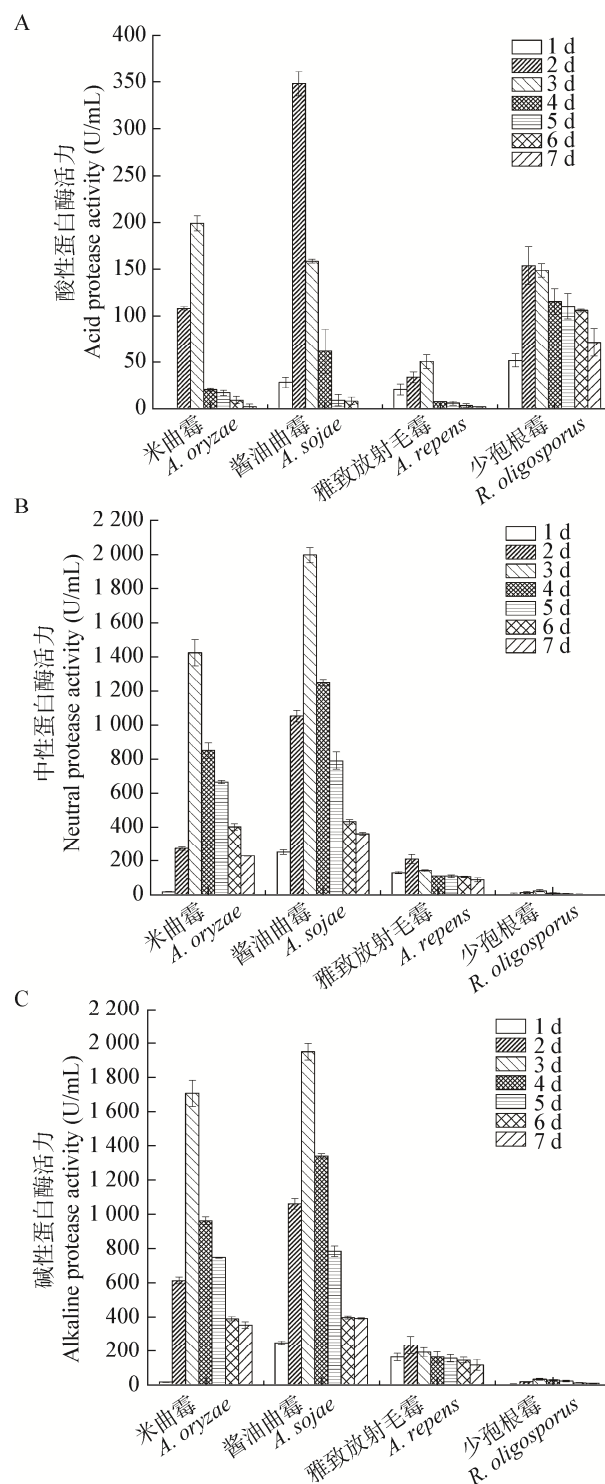 A
400
350
300
250
200
150
100
50
0
酸性蛋白酶活力
Acid protease activity (U/mL)
1 d
2 d
3 d
4 d
5 d
6 d
7 d
米曲霉
A. oryzae
酱油曲霉
A. sojae
雅致放射毛霉
A. repens
少孢根霉
R. oligosporus
B
2 200
2 000
1 800
1 600
1 400
1 200
1 000
800
600
400
200
0
中性蛋白酶活力
Neutral protease activity (U/mL)
1 d
2 d
3 d
4 d
5 d
6 d
7 d
米曲霉
A. oryzae
酱油曲霉
A. sojae
雅致放射毛霉
A. repens
少孢根霉
R. oligosporus
C
2 200
2 000
1 800
1 600
1 400
1 200
1 000
800
600
400
200
0
碱性蛋白酶活力
Alkaline protease activity (U/mL)
1 d
2 d
3 d
4 d
5 d
6 d
7 d
米曲霉
A. oryzae
酱油曲霉
A. sojae
雅致放射毛霉
A. repens
少孢根霉
R. oligosporus